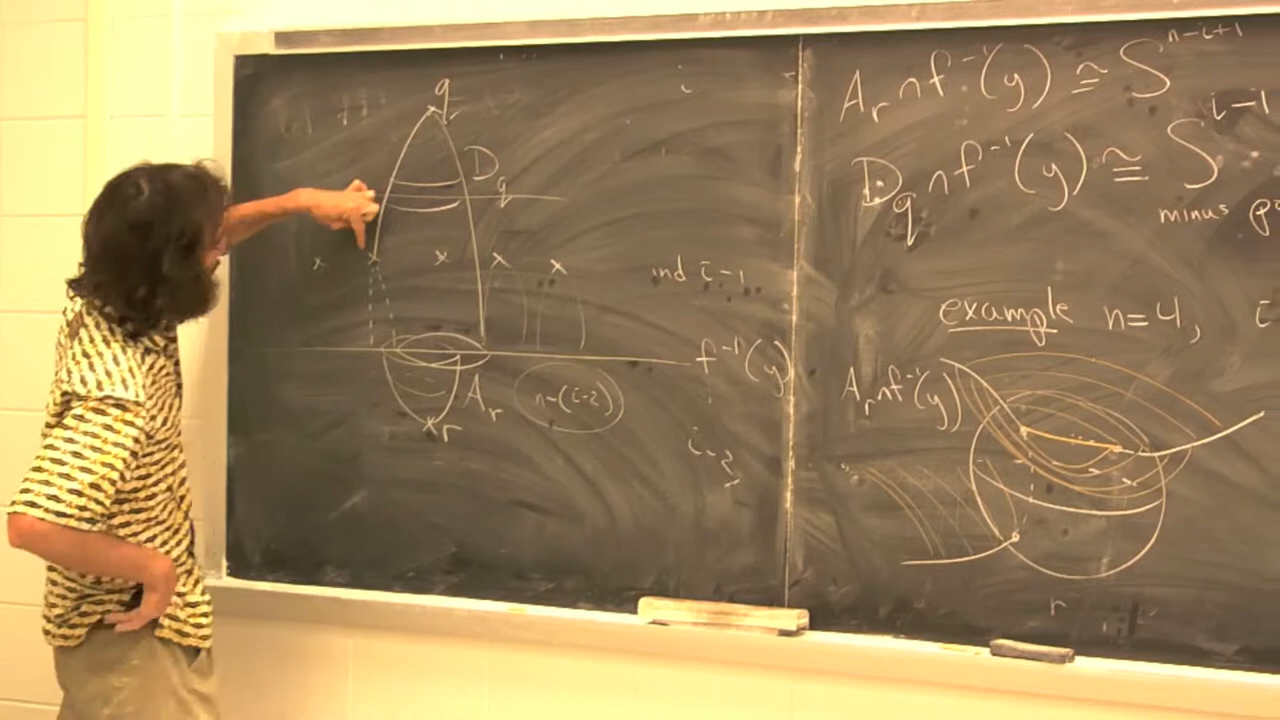 q
i
D_q
x x x x x
ind i-1
f^{-1}(y)
A_r
n-(i-2)
r
i-2
A_r ∩ f^{-1}(y) ≅ S^{n-i+1}
D_q ∩ f^{-1}(y) ≅ S^{i-1}
minus
example n=4,
A_r ∩ f^{-1}(y)
r